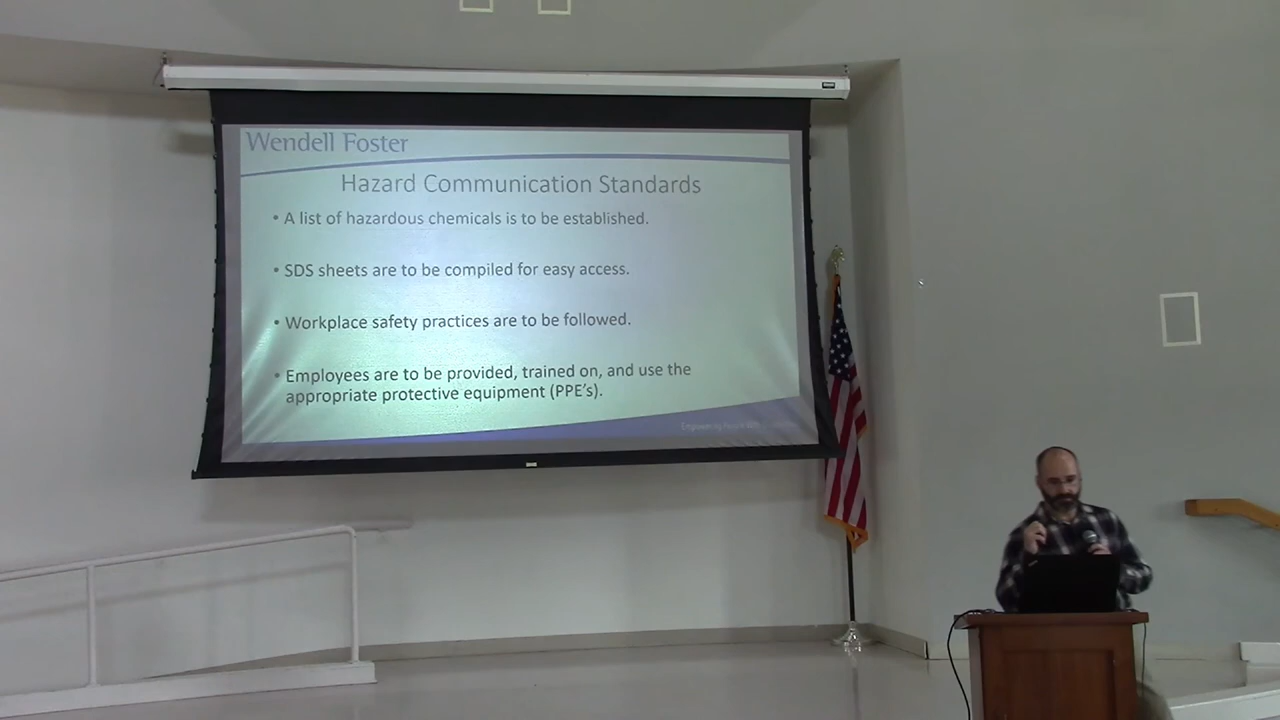 Wendell Foster
Hazard Communication Standards
• A list of hazardous chemicals is to be established.
• SDS sheets are to be compiled for easy access.
• Workplace safety practices are to be followed.
• Employees are to be provided, trained on, and use the
appropriate protective equipment (PPE's).
Empowering